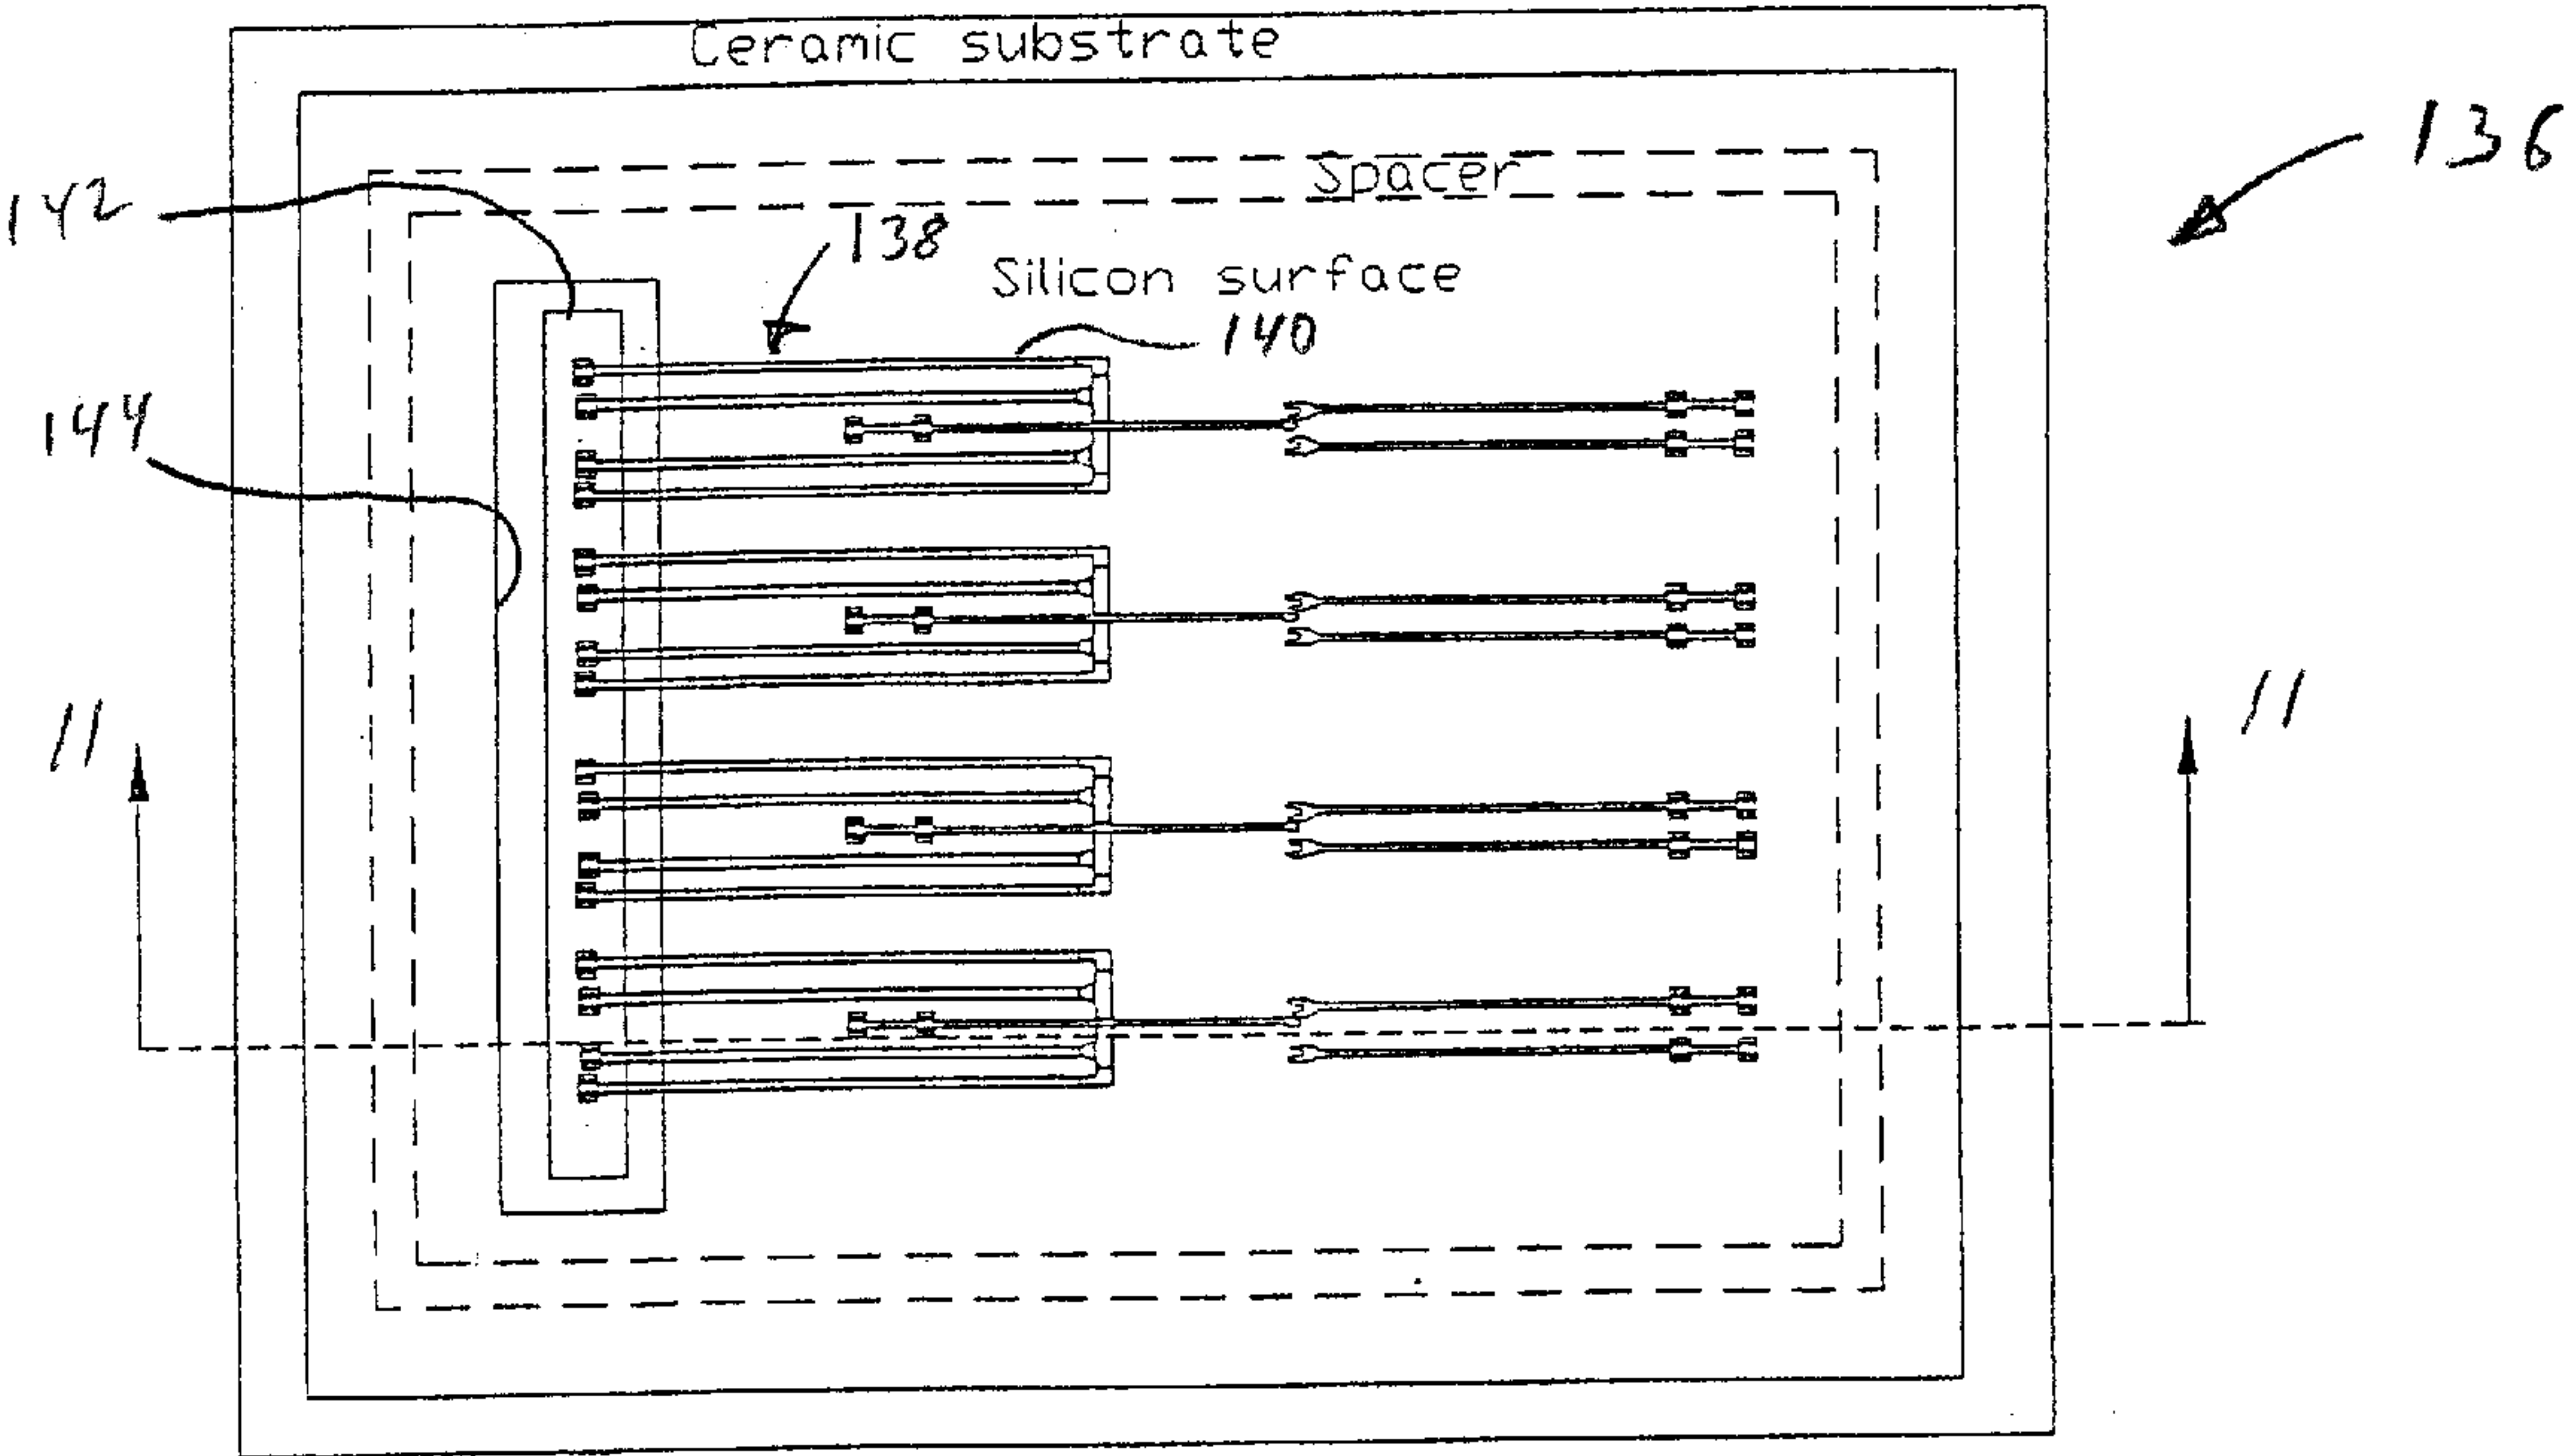 Ceramic substrate
136
Spacer
142
138
Silicon surface
140
144
11
11